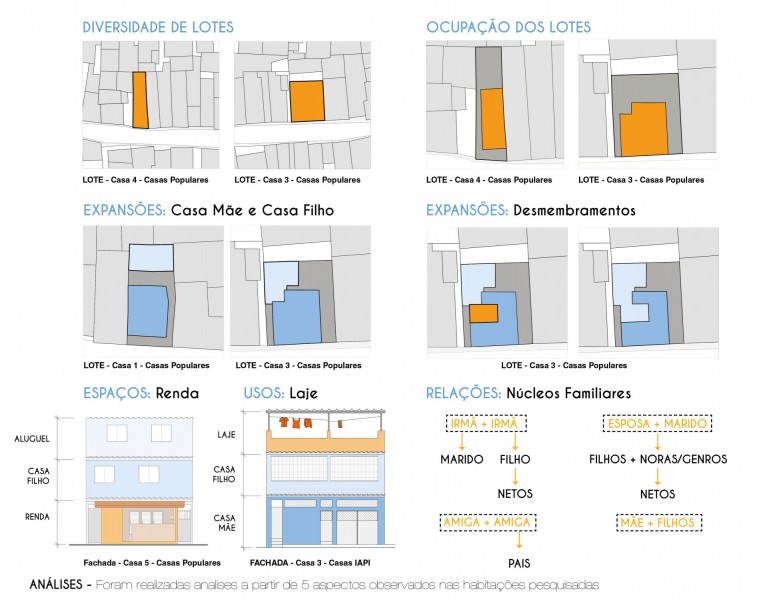 DIVERSIDADE DE LOTES
OCUPAÇÃO DOS LOTES
LOTE - Casa 4 - Casas Populares
LOTE - Casa 3 - Casas Populares
LOTE - Casa 4 - Casas Populares
LOTE - Casa 3 - Casas Populares
EXPANSÕES: Casa Mãe e Casa Filho
EXPANSÕES: Desmembramentos
LOTE - Casa 1 - Casas Populares
LOTE - Casa 3 - Casas Populares
LOTE - Casa 3 - Casas Populares
ESPAÇOS: Renda
USOS: Laje
RELAÇÕES: Núcleos Familiares
ALUGUEL
CASA
FILHO
RENDA
Fachada - Casa 5 - Casas Populares
LAJE
CASA
FILHO
CASA
MÃE
FACHADA - Casa 3 - Casas IAPI
IRMÃ + IRMÃ
MARIDO
FILHO
NETOS
AMIGA + AMIGA
PAIS
ESPOSA + MARIDO
FILHOS + NORAS/GENROS
NETOS
MÃE + FILHOS
ANÁLISES - Foram realizadas analises a partir de 5 aspectos observados nas habitações pesquisadas